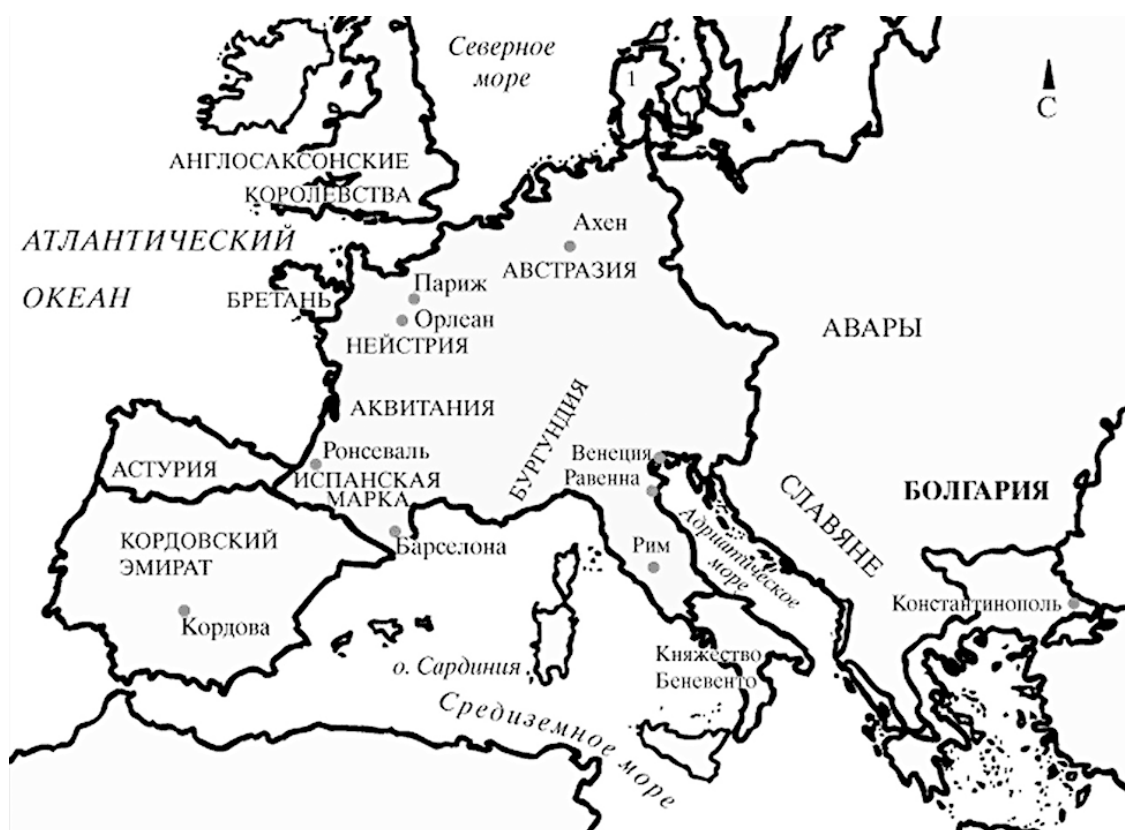 Северное
море
1
С
АНГЛОСАКСОНСКИЕ
КОРОЛЕВСТВА
АТЛАНТИЧЕСКИЙ
ОКЕАН
Ахен
АВСТРАЗИЯ
БРЕТАНЬ
Париж
Орлеан
НЕЙСТРИЯ
АВАРЫ
АКВИТАНИЯ
БУРГУНДИЯ
Ронсеваль
ИСПАНСКАЯ
МАРКА
АСТУРИЯ
Венеция
Равенна
СЛАВЯНЕ
БОЛГАРИЯ
КОРДОВСКИЙ
ЭМИРАТ
Барселона
Рим
Адриатическое
море
Константинополь
Кордова
о. Сардиния
Княжество
Беневенто
Средиземное море